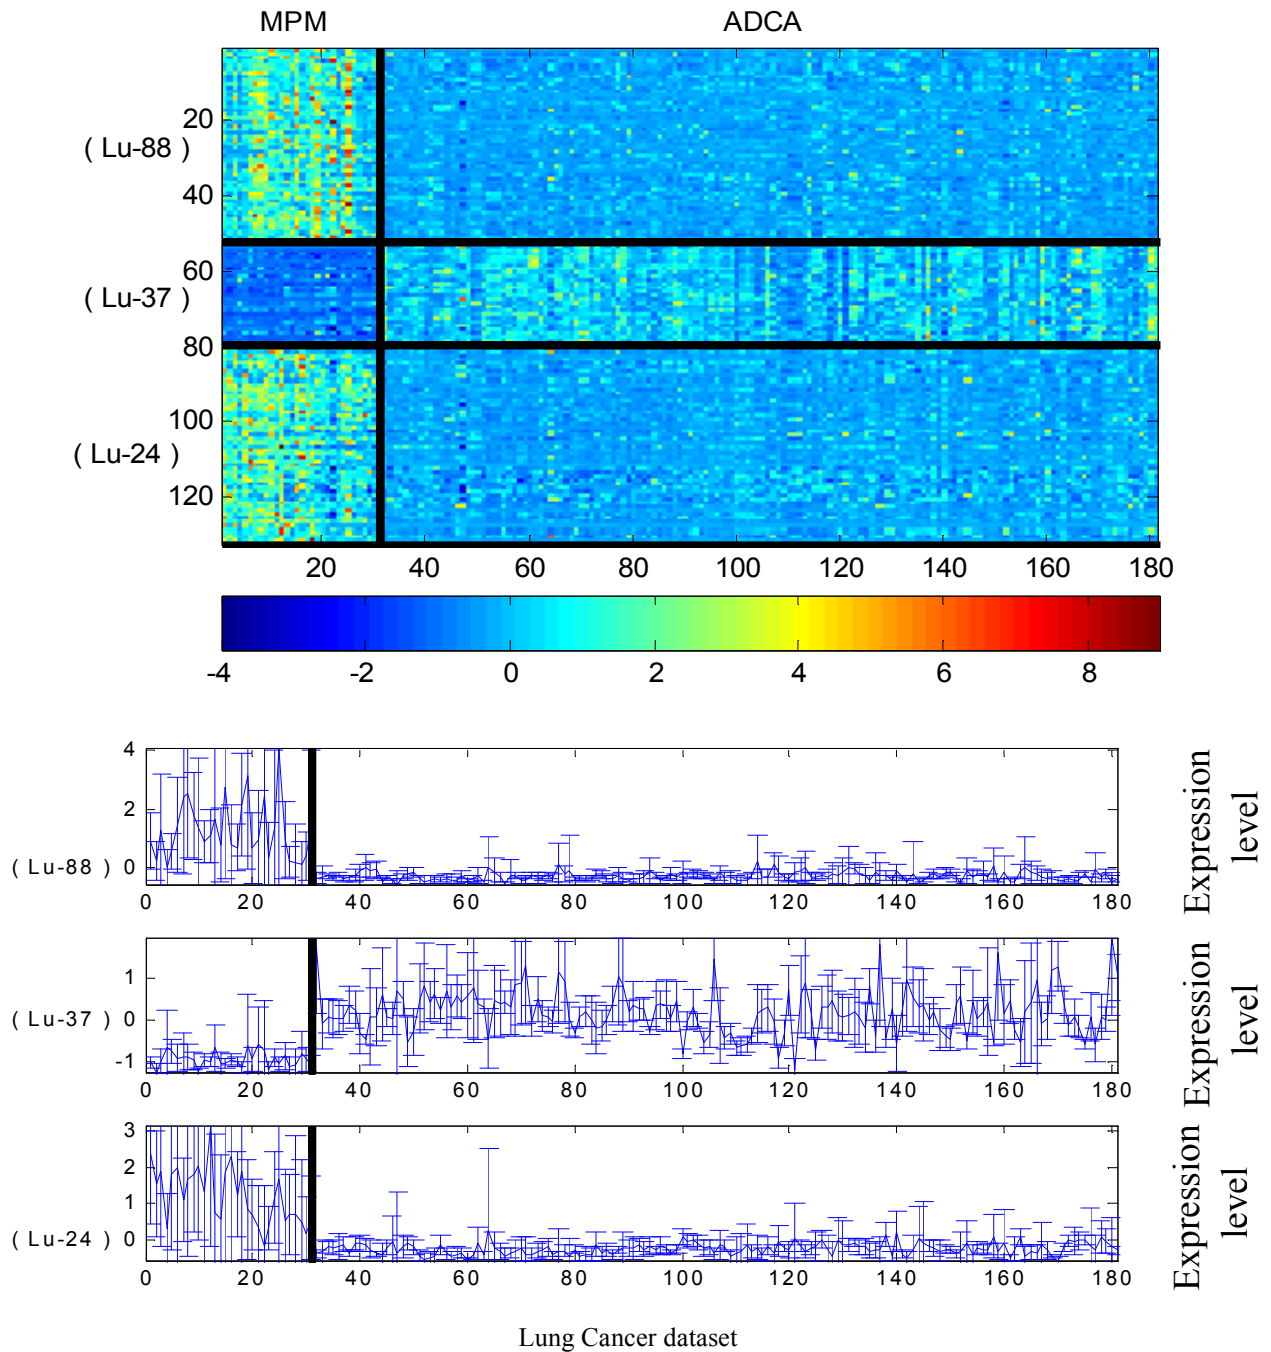 MPM ADCA
20
( Lu-88 )
40
60
( Lu-37 )
80
100
( Lu-24 )
120
20 40 60 80 100 120 140 160 180
-4 -2 0 2 4 6 8
4
2
0
( Lu-88 )
0 20 40 60 80 100 120 140 160 180
Expression
level
1
0
( Lu-37 )
-1
0 20 40 60 80 100 120 140 160 180
Expression
level
3
2
1
0
( Lu-24 )
0 20 40 60 80 100 120 140 160 180
Expression
level
Lung Cancer dataset